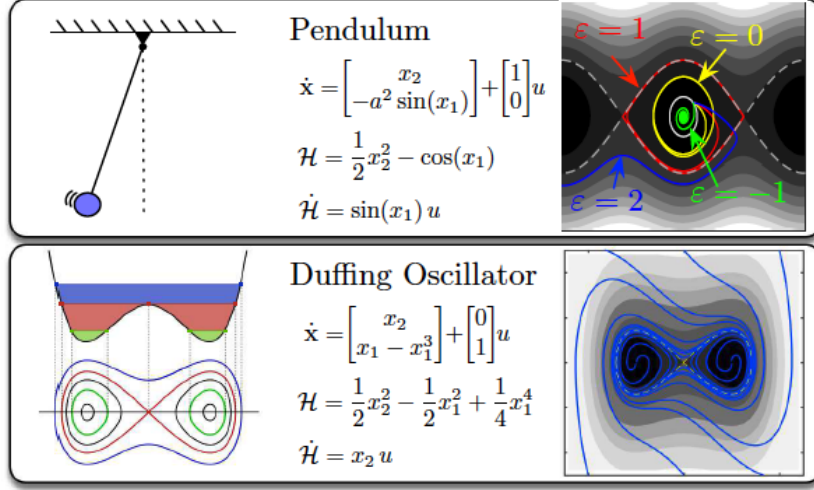 Pendulum
ẋ = [x₂; −a² sin(x₁)] + [1; 0] u
ℋ = 1/2 x₂² − cos(x₁)
ℋ̇ = sin(x₁) u
ε = 1
ε = 0
ε = 2
ε = −1
Duffing Oscillator
ẋ = [x₂; x₁ − x₁³] + [0; 1] u
ℋ = 1/2 x₂² − 1/2 x₁² + 1/4 x₁⁴
ℋ̇ = x₂ u